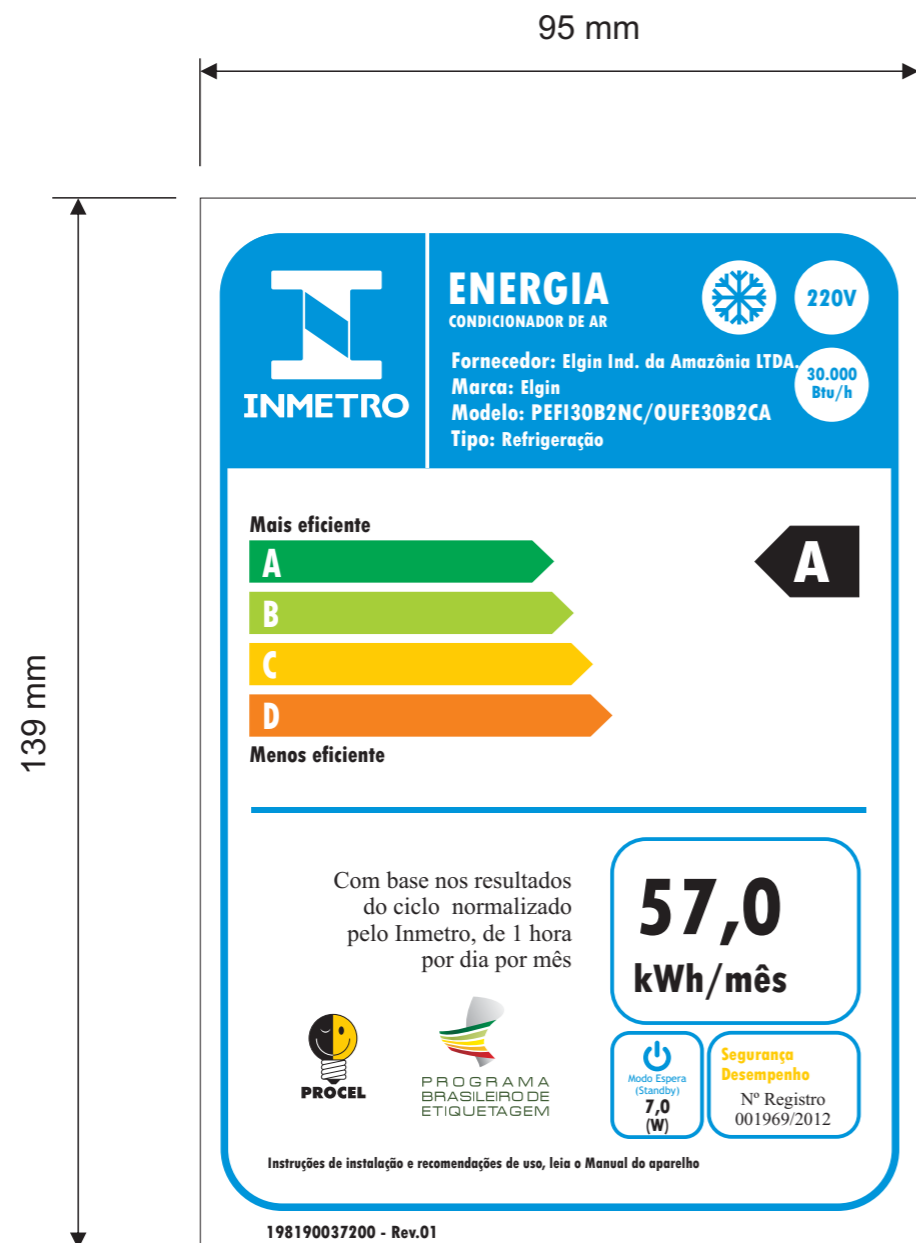 95 mm
139 mm
INMETRO
ENERGIA
CONDICIONADOR DE AR
220V
Fornecedor: Elgin Ind. da Amazônia LTDA.
Marca: Elgin
Modelo: PEFI30B2NC/OUFE30B2CA
Tipo: Refrigeração
30.000
Btu/h
Mais eficiente
A
A
B
C
D
Menos eficiente
Com base nos resultados
do ciclo normalizado
pelo Inmetro, de 1 hora
por dia por mês
57,0
kWh/mês
PROCEL
PROGRAMA
BRASILEIRO DE
ETIQUETAGEM
Modo Espera
(Standby)
7,0
(W)
Segurança
Desempenho
Nº Registro
001969/2012
Instruções de instalação e recomendações de uso, leia o Manual do aparelho
198190037200 - Rev.01